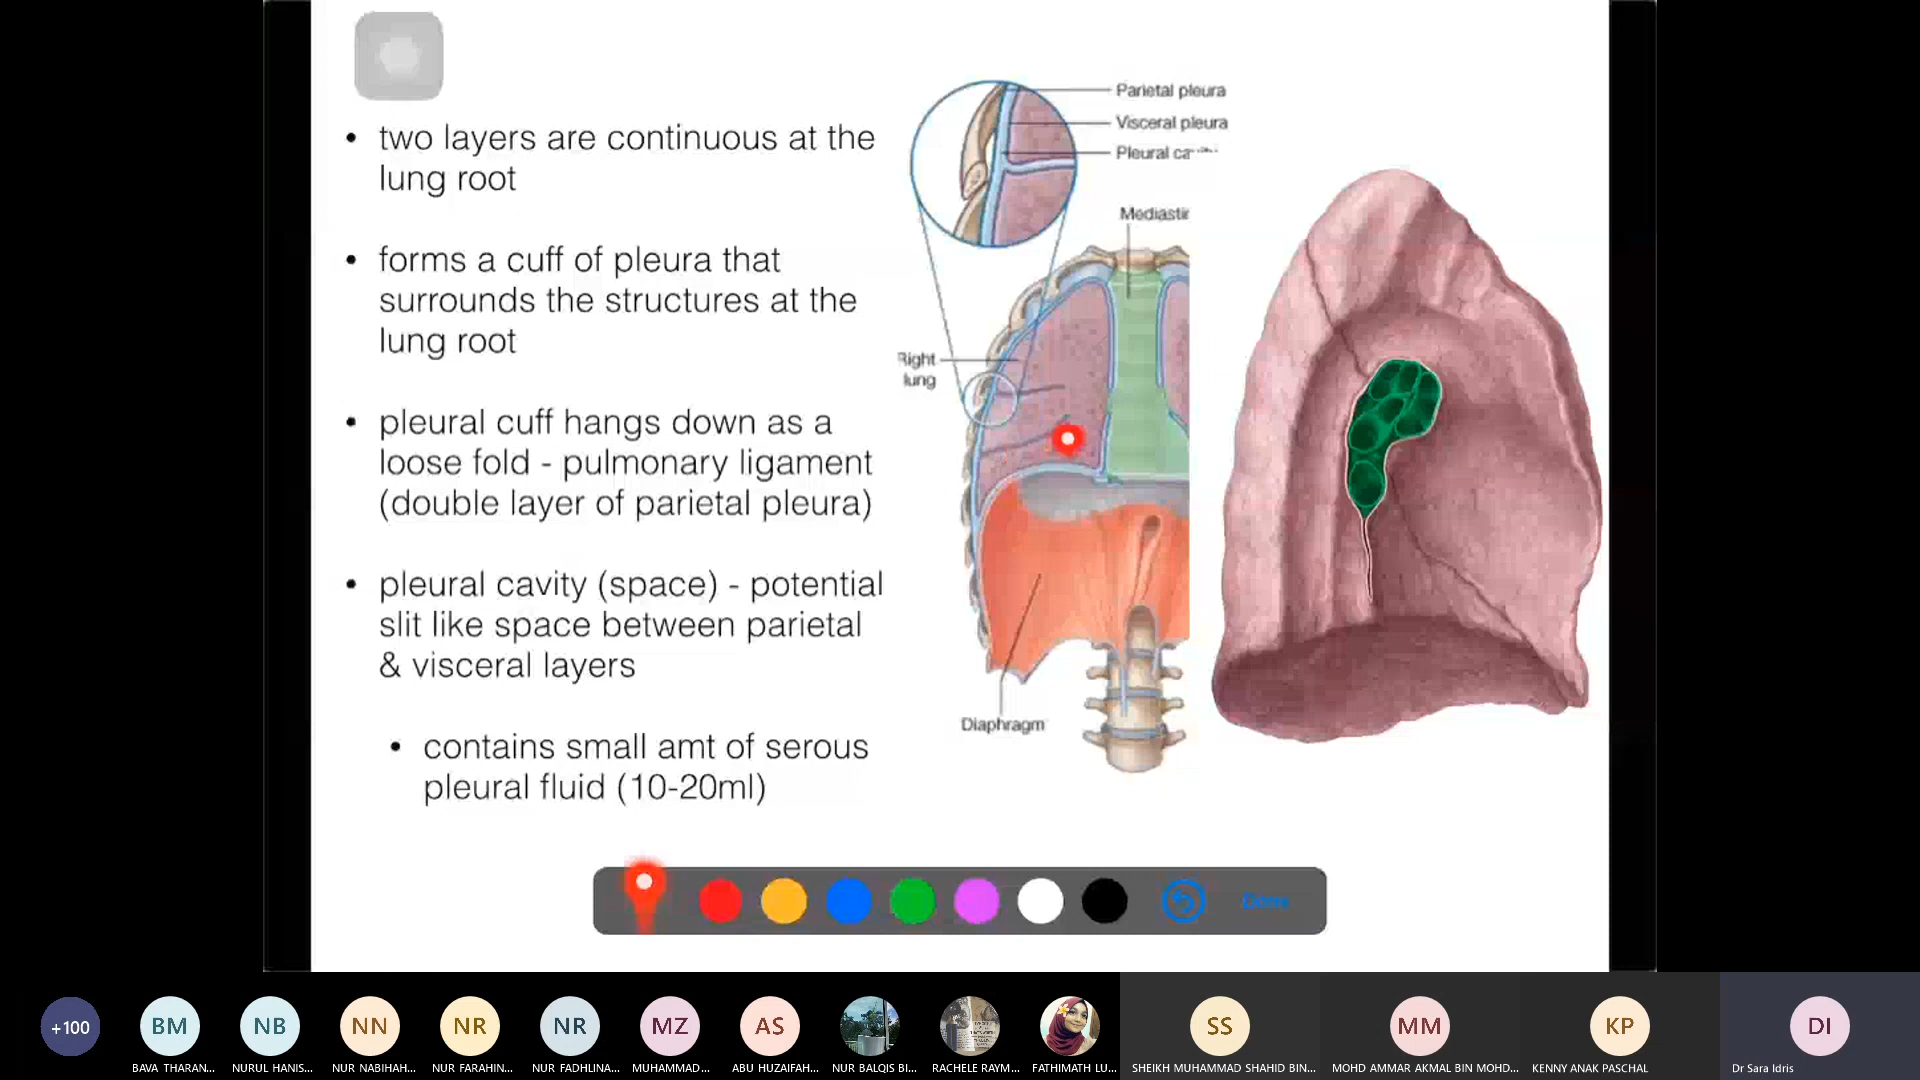 • two layers are continuous at the
lung root
• forms a cuff of pleura that
surrounds the structures at the
lung root
• pleural cuff hangs down as a
loose fold - pulmonary ligament
(double layer of parietal pleura)
• pleural cavity (space) - potential
slit like space between parietal
& visceral layers
• contains small amt of serous
pleural fluid (10-20ml)
Parietal pleura
Visceral pleura
Pleural
Right
lung
Diaphragm
Done
+100
BM
NB
NN
NR
NR
MZ
AS
SS
MM
KP
DI
BAVA THARAN...
NURUL HANIS...
NUR NABIHAH...
NUR FARAHIN...
NUR FADHLINA...
MUHAMMAD...
ABU HUZAIFAH...
NUR BALQIS BI...
RACHELE RAYM...
FATHIMATH LU...
SHEIKH MUHAMMAD SHAHID BIN...
MOHD AMMAR AKMAL BIN MOHD...
KENNY ANAK PASCHAL
Dr Sara Idris